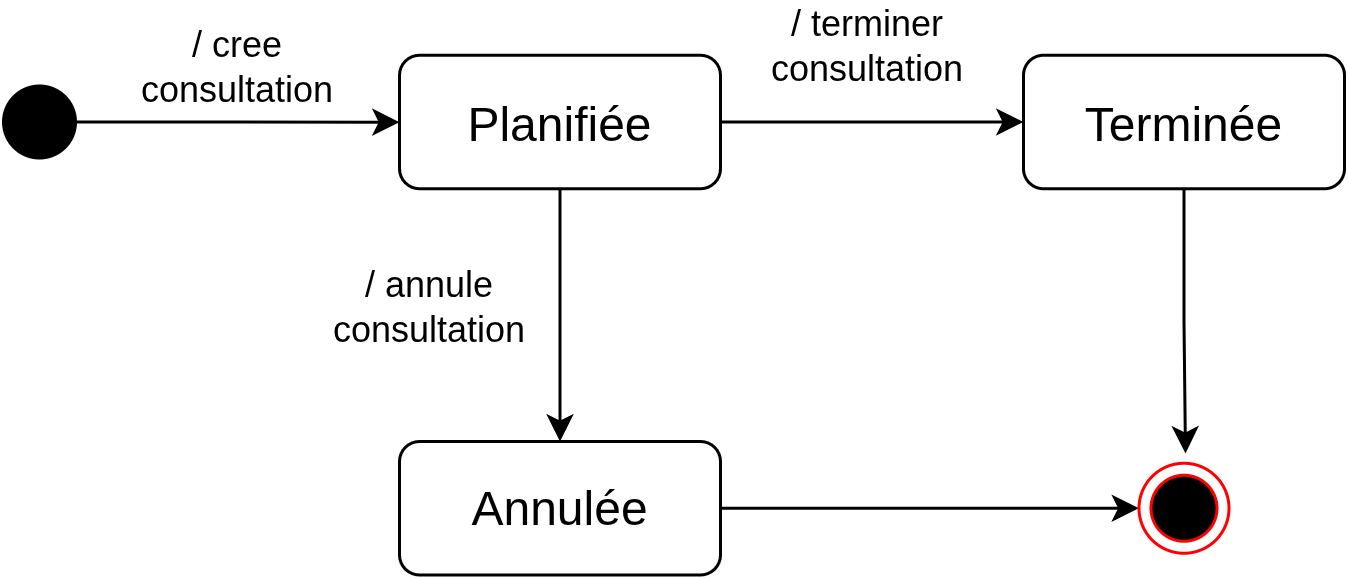 / cree
consultation
/ terminer
consultation
Planifiée
Terminée
/ annule
consultation
Annulée